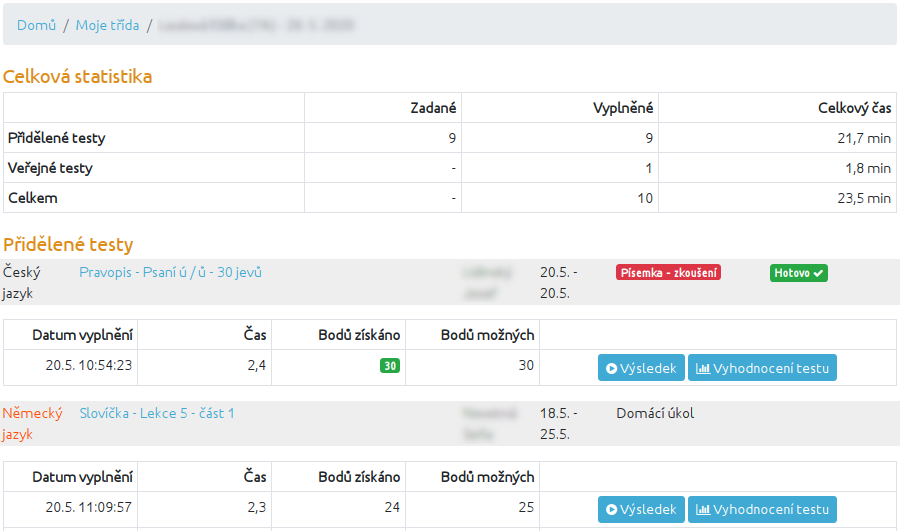 Domů / Moje třída /
Celková statistika
Zadané Vyplněné Celkový čas
Přidělené testy 9 9 21,7 min
Veřejné testy - 1 1,8 min
Celkem - 10 23,5 min
Přidělené testy
Český Pravopis - Psaní ú / ů - 30 jevů 20.5. - Písemka - zkoušení Hotovo
jazyk 20.5.
Datum vyplnění Čas Bodů získáno Bodů možných
20.5. 10:54:23 2,4 30 30 Výsledek Vyhodnocení testu
Německý Slovíčka - Lekce 5 - část 1 18.5. - Domácí úkol
jazyk 25.5.
Datum vyplnění Čas Bodů získáno Bodů možných
20.5. 11:09:57 2,3 24 25 Výsledek Vyhodnocení testu